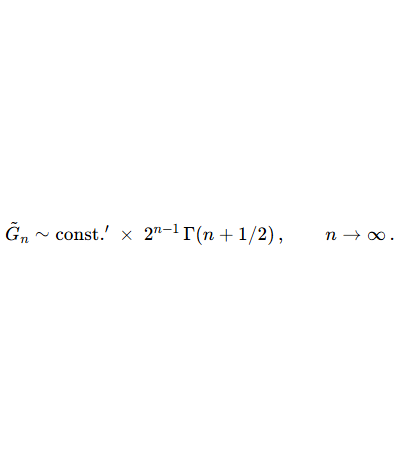 G̃ₙ ∼ const.′ × 2ⁿ⁻¹ Γ(n + 1/2) ,  n → ∞ .